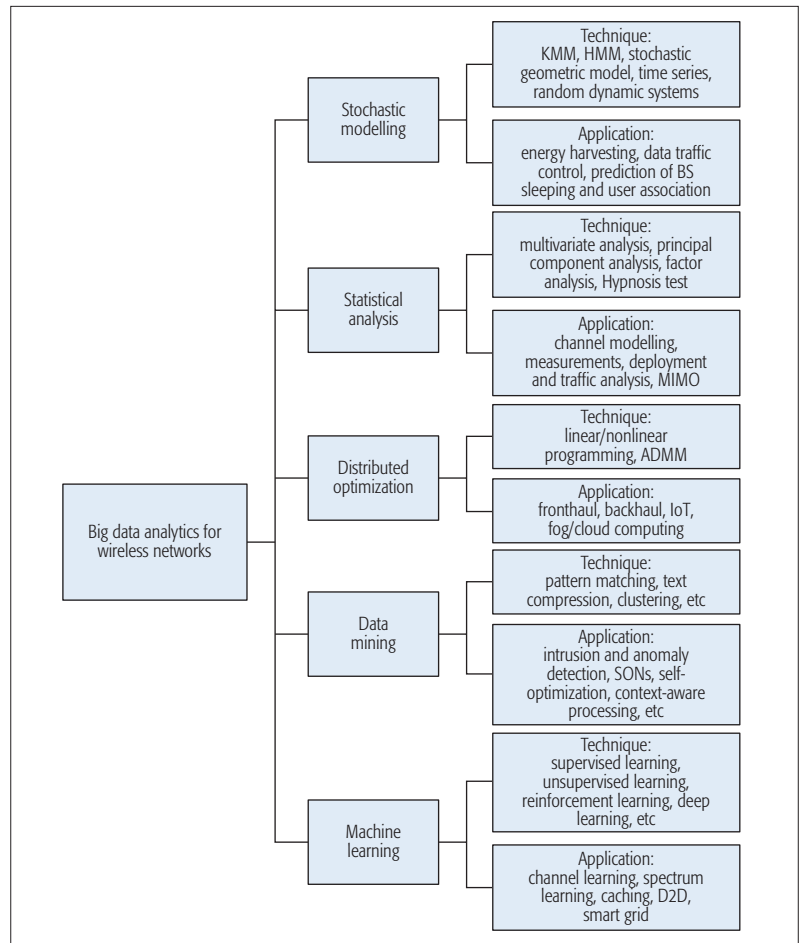 Big data analytics for
wireless networks
Stochastic
modelling
Technique:
KMM, HMM, stochastic
geometric model, time series,
random dynamic systems
Application:
energy harvesting, data traffic
control, prediction of BS
sleeping and user association
Statistical
analysis
Technique:
multivariate analysis, principal
component analysis, factor
analysis, Hypnosis test
Application:
channel modelling,
measurements, deployment
and traffic analysis, MIMO
Distributed
optimization
Technique:
linear/nonlinear
programming, ADMM
Application:
fronthaul, backhaul, IoT,
fog/cloud computing
Data
mining
Technique:
pattern matching, text
compression, clustering, etc
Application:
intrusion and anomaly
detection, SONs, self-
optimization, context-aware
processing, etc
Machine
learning
Technique:
supervised learning,
unsupervised learning,
reinforcement learning, deep
learning, etc
Application:
channel learning, spectrum
learning, caching, D2D,
smart grid